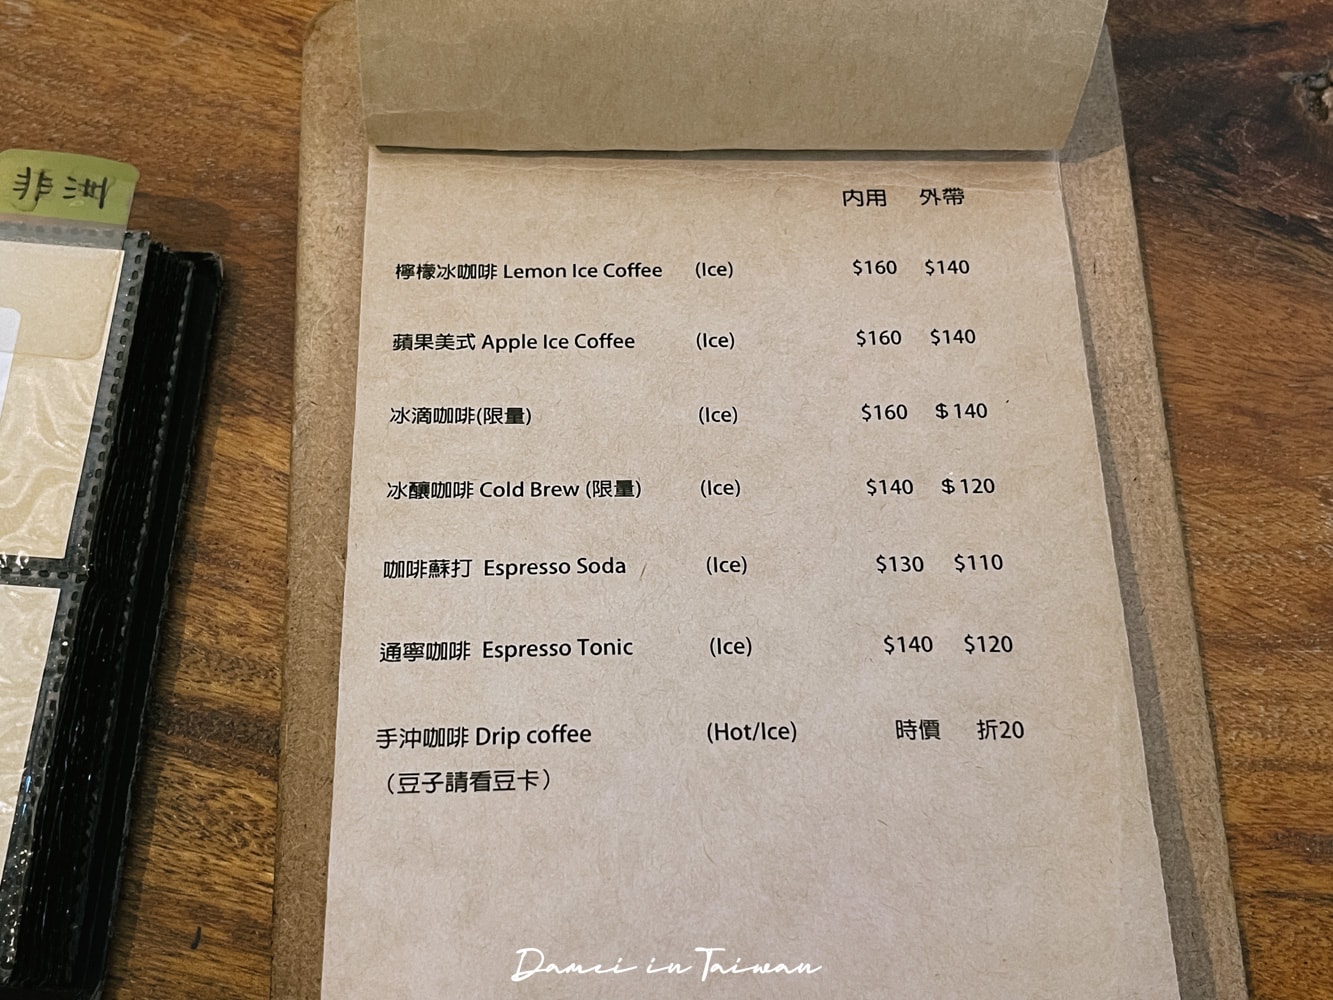 非洲
內用 外帶
檸檬冰咖啡 Lemon Ice Coffee (Ice) $160 $140
蘋果美式 Apple Ice Coffee (Ice) $160 $140
冰滴咖啡(限量) (Ice) $160 $140
冰釀咖啡 Cold Brew (限量) (Ice) $140 $120
咖啡蘇打 Espresso Soda (Ice) $130 $110
通寧咖啡 Espresso Tonic (Ice) $140 $120
手沖咖啡 Drip coffee (Hot/Ice) 時價 折20
（豆子請看豆卡）
Damei in Taiwan